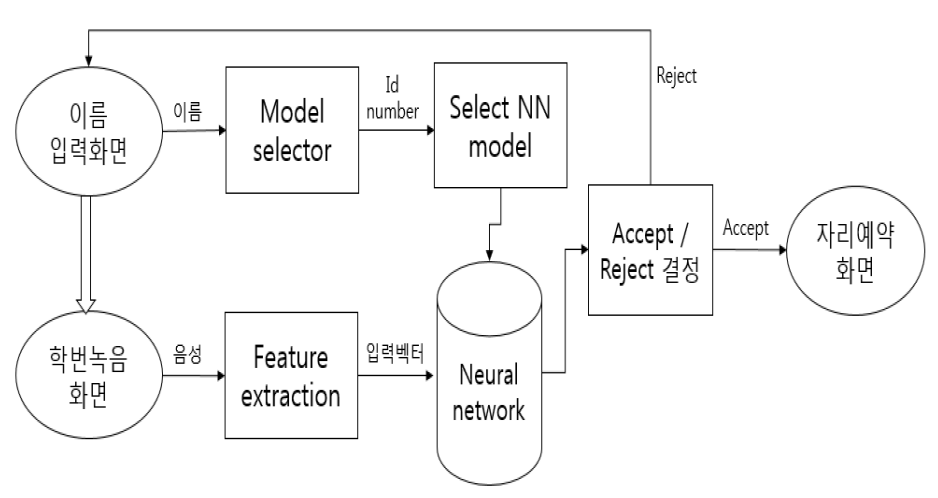 Reject
이름
입력화면
이름
Model
selector
Id
number
Select NN
model
Accept /
Reject 결정
Accept
자리예약
화면
학번녹음
화면
음성
Feature
extraction
입력벡터
Neural
network